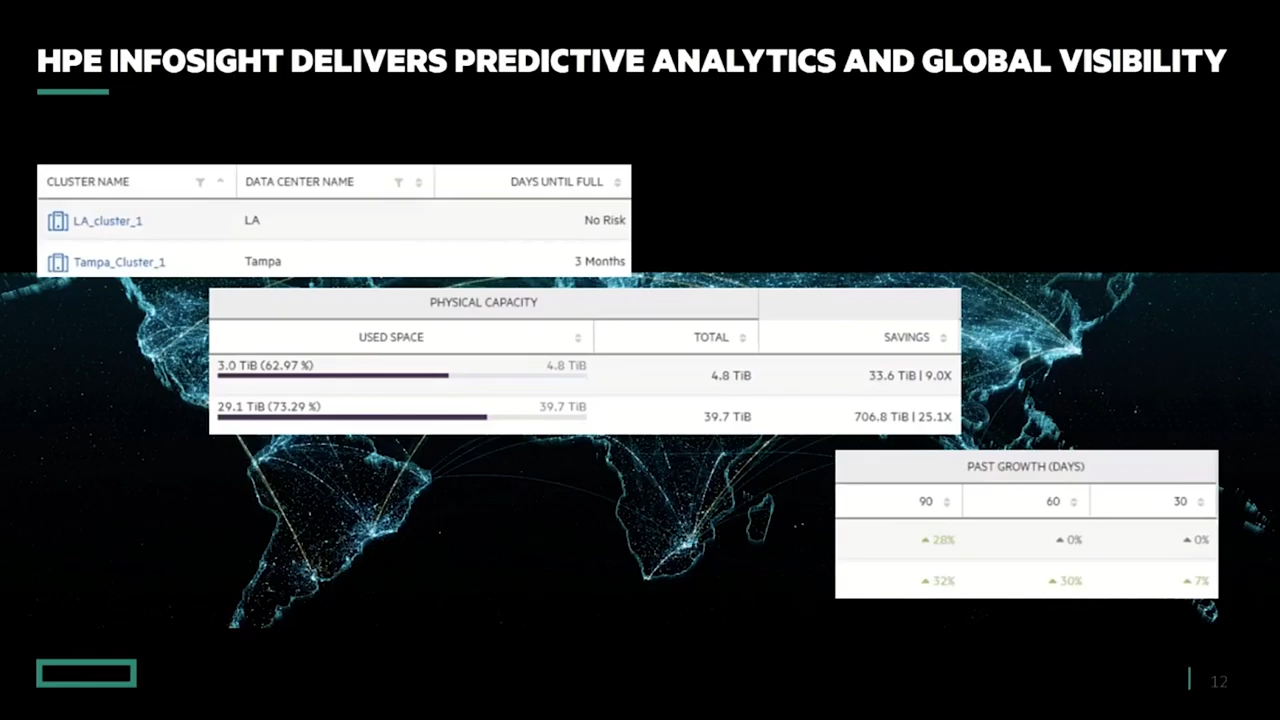 HPE INFOSIGHT DELIVERS PREDICTIVE ANALYTICS AND GLOBAL VISIBILITY
CLUSTER NAME DATA CENTER NAME DAYS UNTIL FULL
LA_cluster_1 LA No Risk
Tampa_Cluster_1 Tampa 3 Months
PHYSICAL CAPACITY
USED SPACE TOTAL SAVINGS
3.0 TiB (62.97 %) 4.8 TiB 4.8 TiB 33.6 TiB | 9.0X
29.1 TiB (73.29 %) 39.7 TiB 39.7 TiB 706.8 TiB | 25.1X
PAST GROWTH (DAYS)
90 60 30
28% 0% 0%
32% 30% 7%
12